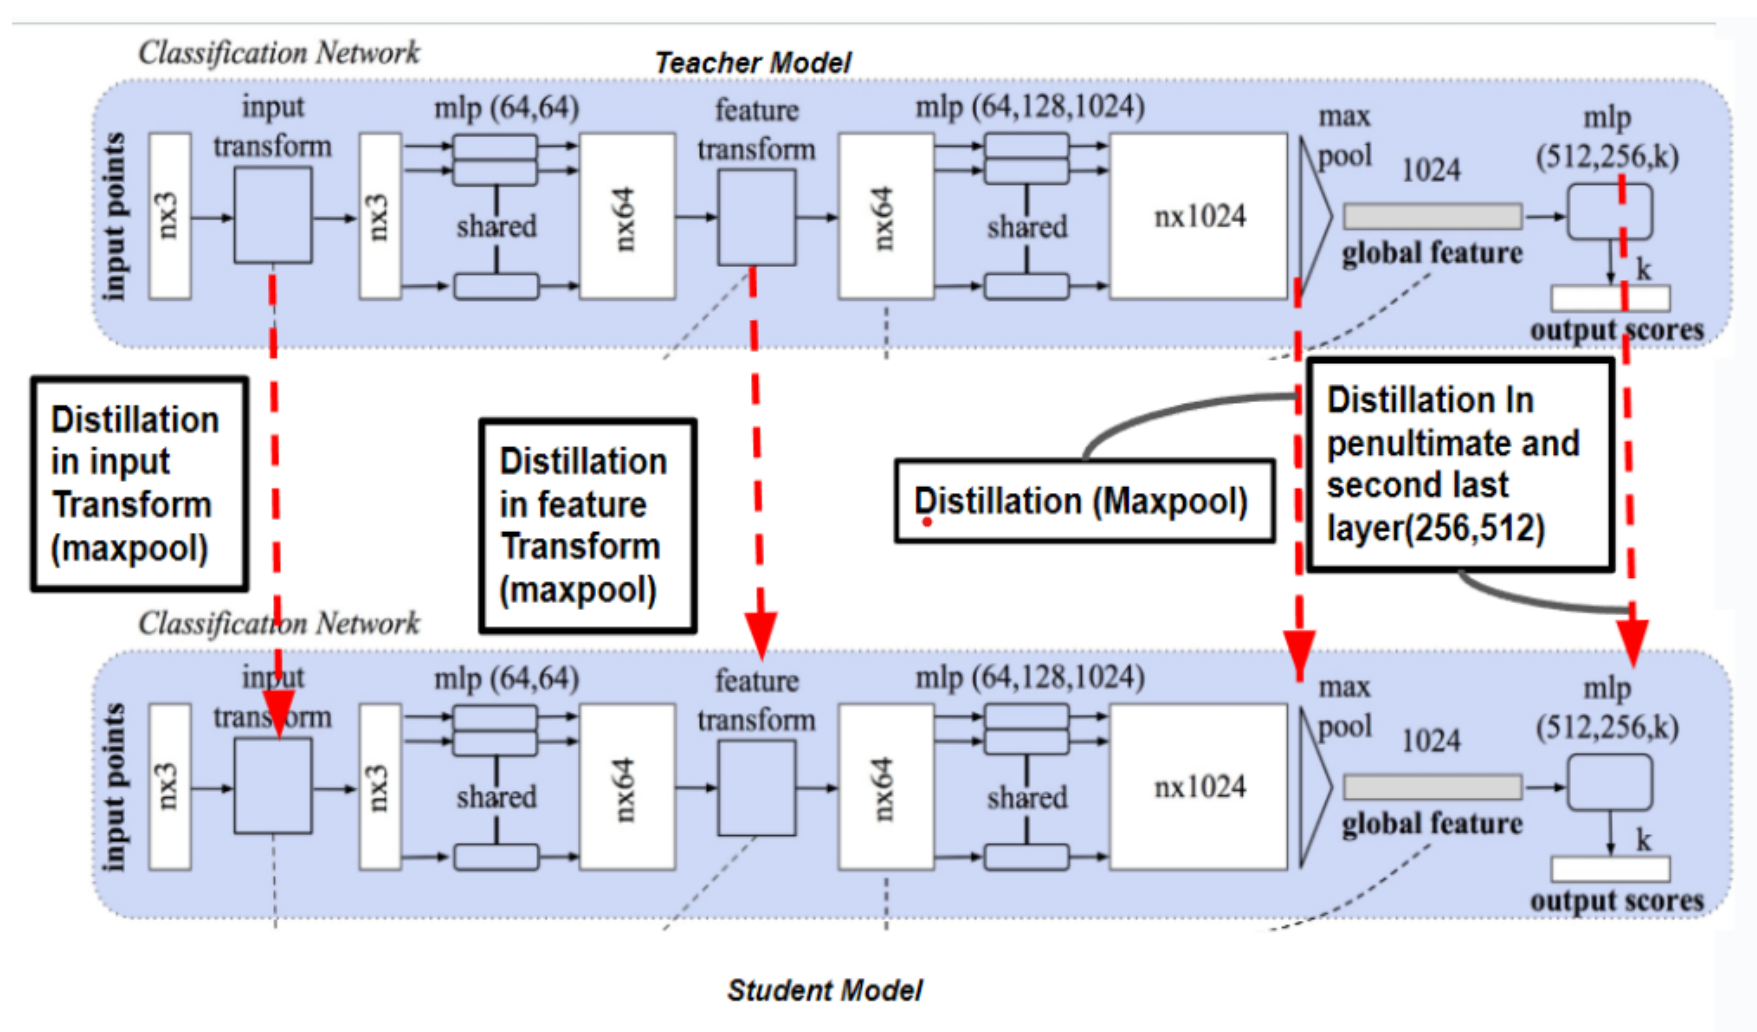 Classification Network
Teacher Model
input
transform
mlp (64,64)
feature
transform
mlp (64,128,1024)
max
pool
1024
mlp
(512,256,k)
input points
nx3
nx3
shared
nx64
nx64
shared
nx1024
global feature
k
output scores
Distillation
in input
Transform
(maxpool)
Distillation
in feature
Transform
(maxpool)
Distillation (Maxpool)
Distillation In
penultimate and
second last
layer(256,512)
Classification Network
input
transform
mlp (64,64)
feature
transform
mlp (64,128,1024)
max
pool
1024
mlp
(512,256,k)
input points
nx3
nx3
shared
nx64
nx64
shared
nx1024
global feature
k
output scores
Student Model